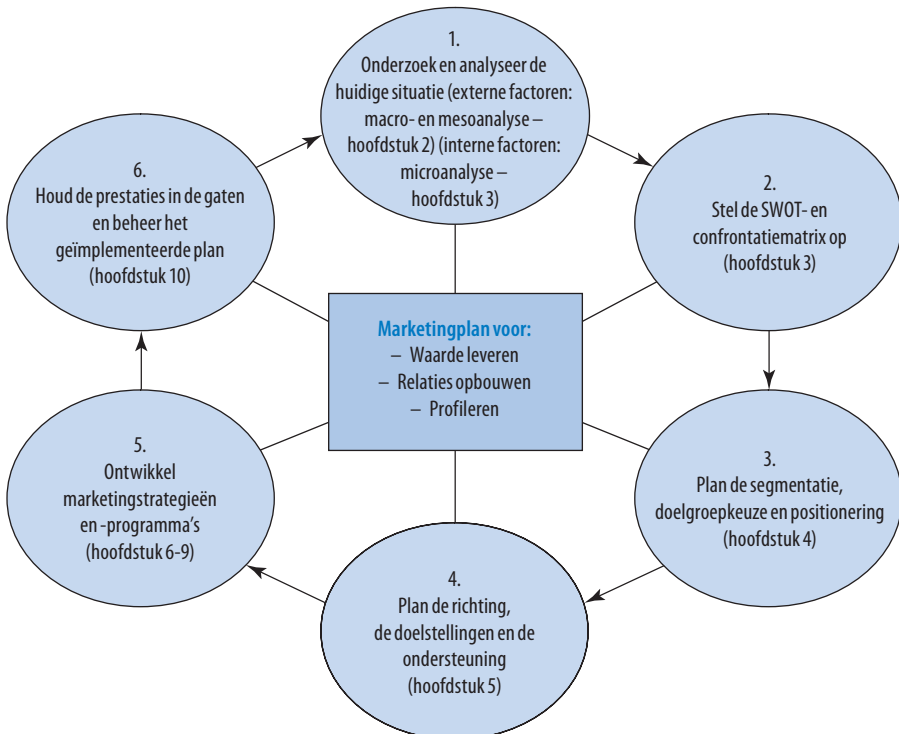 1.
Onderzoek en analyseer de
huidige situatie (externe factoren:
macro- en mesoanalyse –
hoofdstuk 2) (interne factoren:
microanalyse –
hoofdstuk 3)
2.
Stel de SWOT- en
confrontatiematrix op
(hoofdstuk 3)
3.
Plan de segmentatie,
doelgroepkeuze en positionering
(hoofdstuk 4)
4.
Plan de richting,
de doelstellingen en de
ondersteuning
(hoofdstuk 5)
5.
Ontwikkel
marketingstrategieën
en -programma's
(hoofdstuk 6-9)
6.
Houd de prestaties in de gaten
en beheer het
geïmplementeerde plan
(hoofdstuk 10)
Marketingplan voor:
– Waarde leveren
– Relaties opbouwen
– Profileren